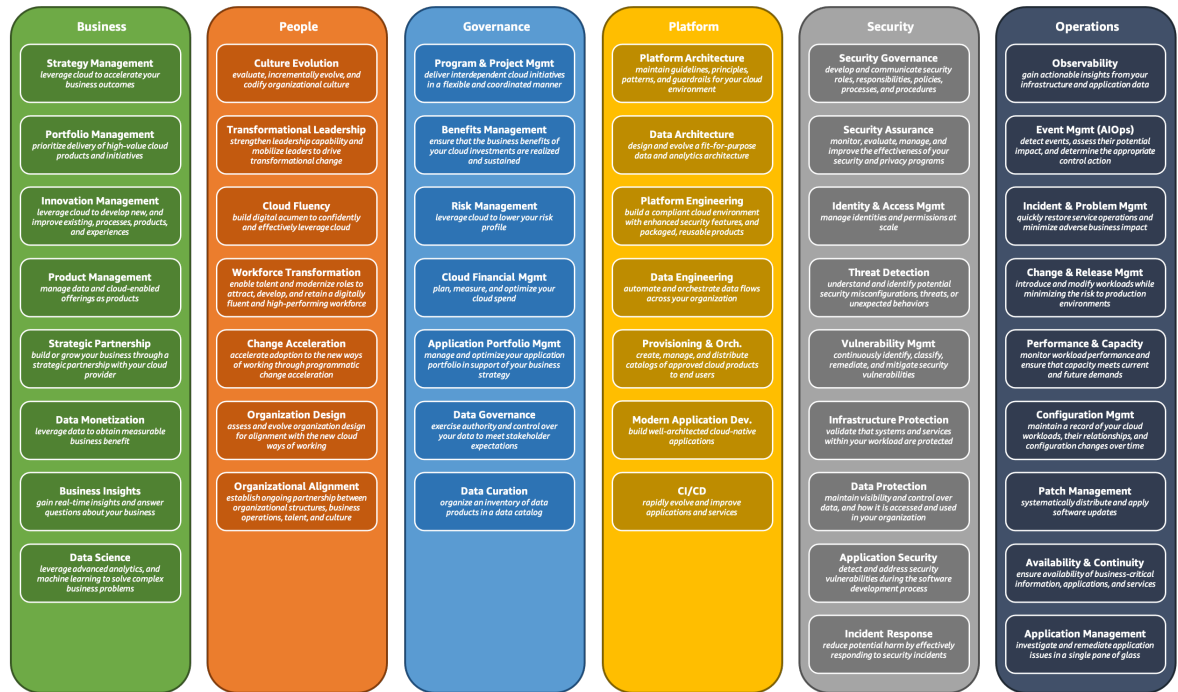 Business
Strategy Management
leverage cloud to accelerate your
business outcomes
Portfolio Management
prioritize delivery of high-value cloud
products and initiatives
Innovation Management
leverage cloud to develop new, and
improve existing, processes, products,
and experiences
Product Management
manage data and cloud-enabled
offerings as products
Strategic Partnership
build or grow your business through a
strategic partnership with your cloud
provider
Data Monetization
leverage data to obtain measurable
business benefit
Business Insights
gain real-time insights and answer
questions about your business
Data Science
leverage advanced analytics, and
machine learning to solve complex
business problems
People
Culture Evolution
evaluate, incrementally evolve, and
codify organizational culture
Transformational Leadership
strengthen leadership capability and
mobilize leaders to drive
transformational change
Cloud Fluency
build digital acumen to confidently
and effectively leverage cloud
Workforce Transformation
enable talent and modernize roles to
attract, develop, and retain a digitally
fluent and high-performing workforce
Change Acceleration
accelerate adoption to the new ways
of working through programmatic
change acceleration
Organization Design
assess and evolve organization design
for alignment with the new cloud
ways of working
Organizational Alignment
establish ongoing partnership between
organizational structures, business
operations, talent, and culture
Governance
Program & Project Mgmt
deliver interdependent cloud initiatives
in a flexible and coordinated manner
Benefits Management
ensure that the business benefits of
your cloud investments are realized
and sustained
Risk Management
leverage cloud to lower your risk
profile
Cloud Financial Mgmt
plan, measure, and optimize your
cloud spend
Application Portfolio Mgmt
manage and optimize your application
portfolio in support of your business
strategy
Data Governance
exercise authority and control over
your data to meet stakeholder
expectations
Data Curation
organize an inventory of data
products in a data catalog
Platform
Platform Architecture
maintain guidelines, principles,
patterns, and guardrails for your cloud
environment
Data Architecture
design and evolve a fit-for-purpose
data and analytics architecture
Platform Engineering
build a compliant cloud environment
with enhanced security features, and
packaged, reusable products
Data Engineering
automate and orchestrate data flows
across your organization
Provisioning & Orch.
create, manage, and distribute
catalogs of approved cloud products
to end users
Modern Application Dev.
build well-architected cloud-native
applications
CI/CD
rapidly evolve and improve
applications and services
Security
Security Governance
develop and communicate security
roles, responsibilities, policies,
processes, and procedures
Security Assurance
monitor, evaluate, manage, and
improve the effectiveness of your
security and privacy programs
Identity & Access Mgmt
manage identities and permissions at
scale
Threat Detection
understand and identify potential
security misconfigurations, threats, or
unexpected behaviors
Vulnerability Mgmt
continuously identify, classify,
remediate, and mitigate security
vulnerabilities
Infrastructure Protection
validate that systems and services
within your workload are protected
Data Protection
maintain visibility and control over
data, and how it is accessed and used
in your organization
Application Security
detect and address security
vulnerabilities during the software
development process
Incident Response
reduce potential harm by effectively
responding to security incidents
Operations
Observability
gain actionable insights from your
infrastructure and application data
Event Mgmt (AIOps)
detect events, assess their potential
impact, and determine the appropriate
control action
Incident & Problem Mgmt
quickly restore service operations and
minimize adverse business impact
Change & Release Mgmt
introduce and modify workloads while
minimizing the risk to production
environments
Performance & Capacity
monitor workload performance and
ensure that capacity meets current
and future demands
Configuration Mgmt
maintain a record of your cloud
workloads, their relationships, and
configuration changes over time
Patch Management
systematically distribute and apply
software updates
Availability & Continuity
ensure availability of business-critical
information, applications, and services
Application Management
investigate and remediate application
issues in a single pane of glass